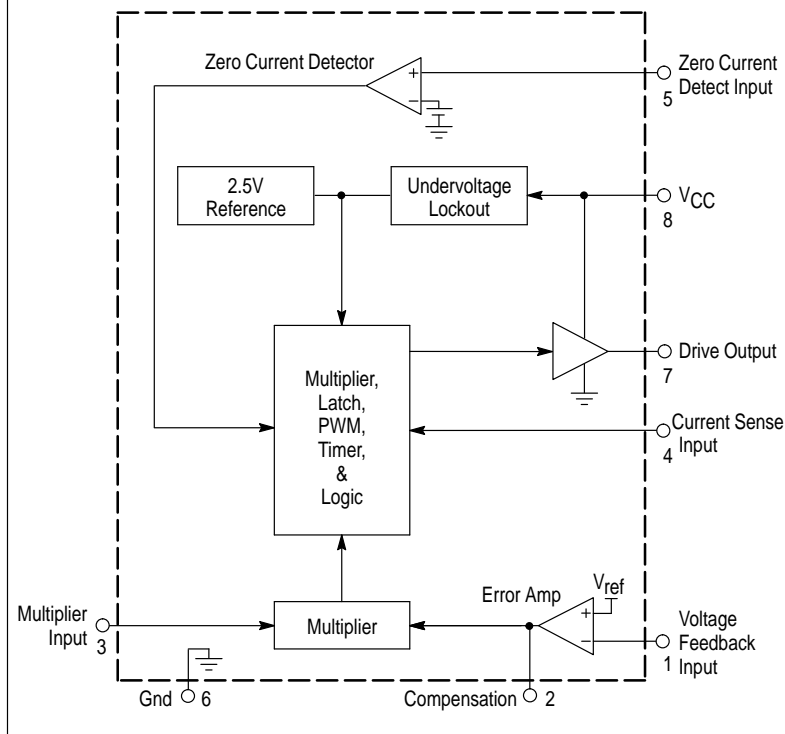 Zero Current Detector
+
−
Zero Current
Detect Input
5
2.5V
Reference
Undervoltage
Lockout
VCC
8
Multiplier,
Latch,
PWM,
Timer,
&
Logic
Drive Output
7
Current Sense
Input
4
Multiplier
Input
3
Multiplier
Error Amp
Vref
+
−
Voltage
Feedback
Input
1
Gnd
6
Compensation
2